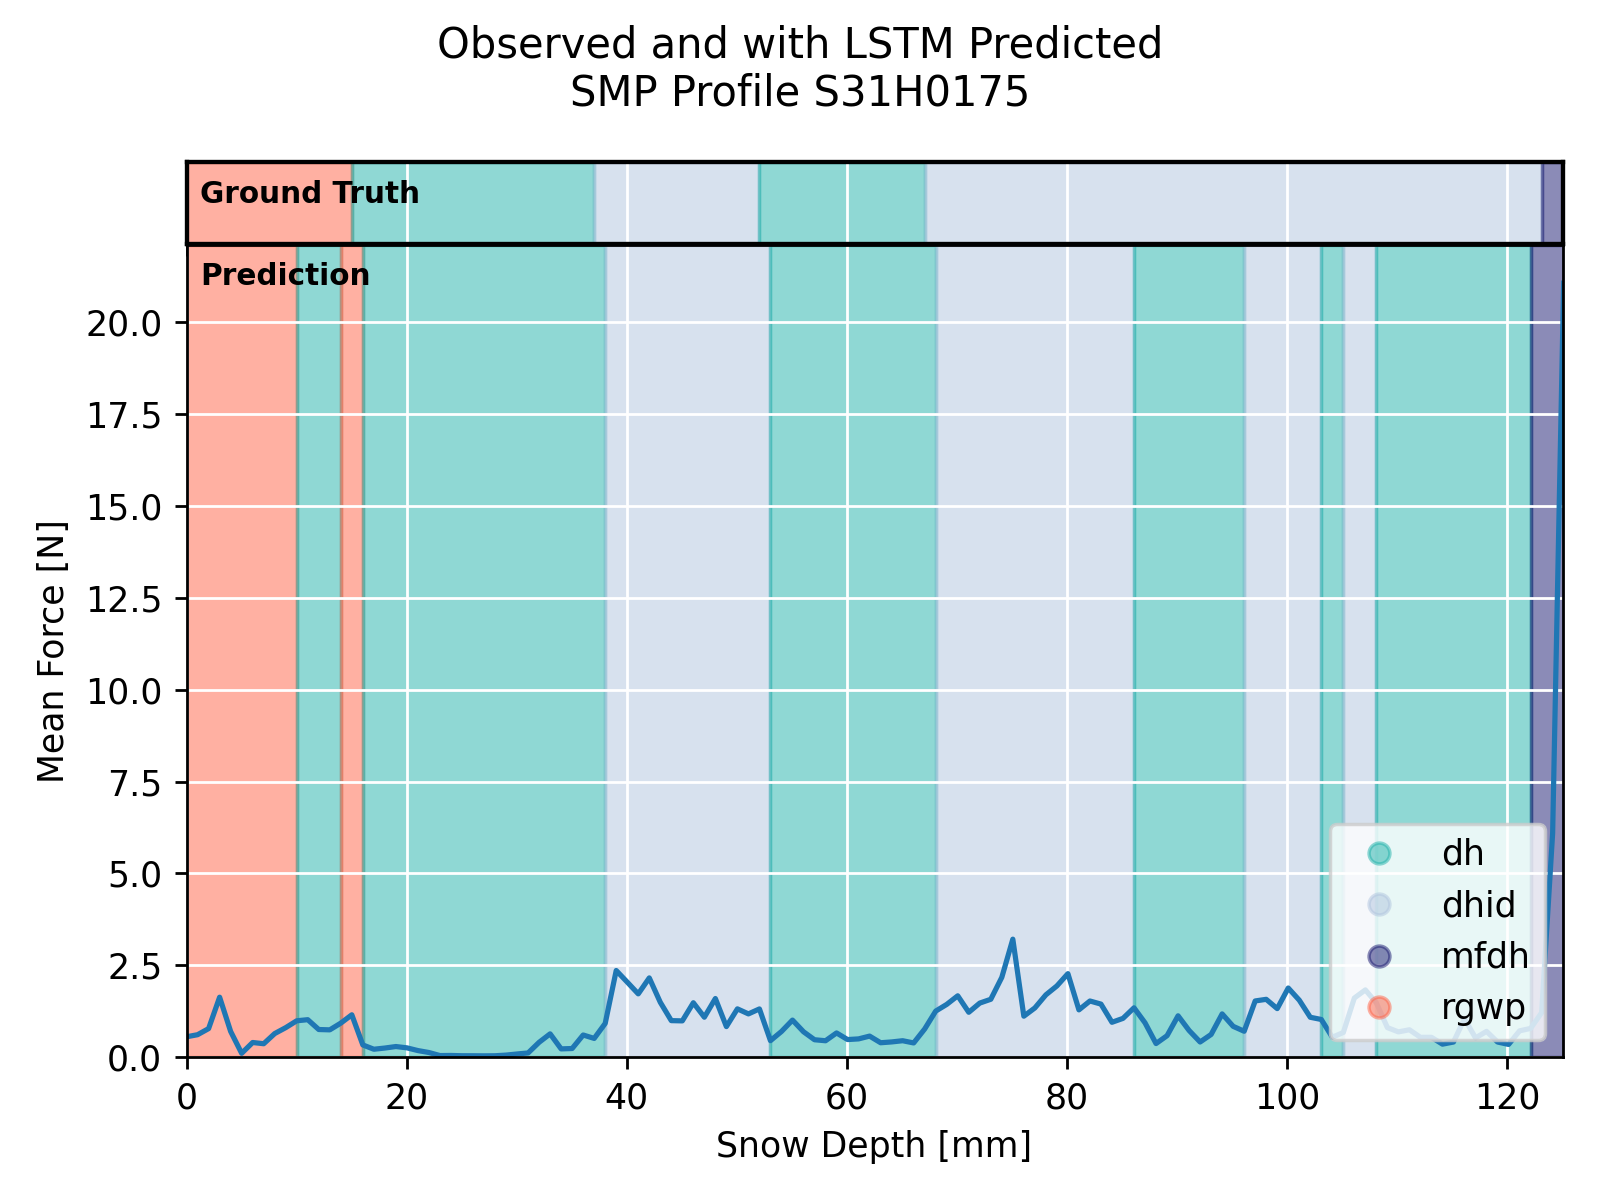 Observed and with LSTM Predicted
SMP Profile S31H0175
Ground Truth
Prediction
20.0
17.5
15.0
12.5
10.0
7.5
5.0
2.5
0.0
Mean Force [N]
dh
dhid
mfdh
rgwp
0 20 40 60 80 100 120
Snow Depth [mm]